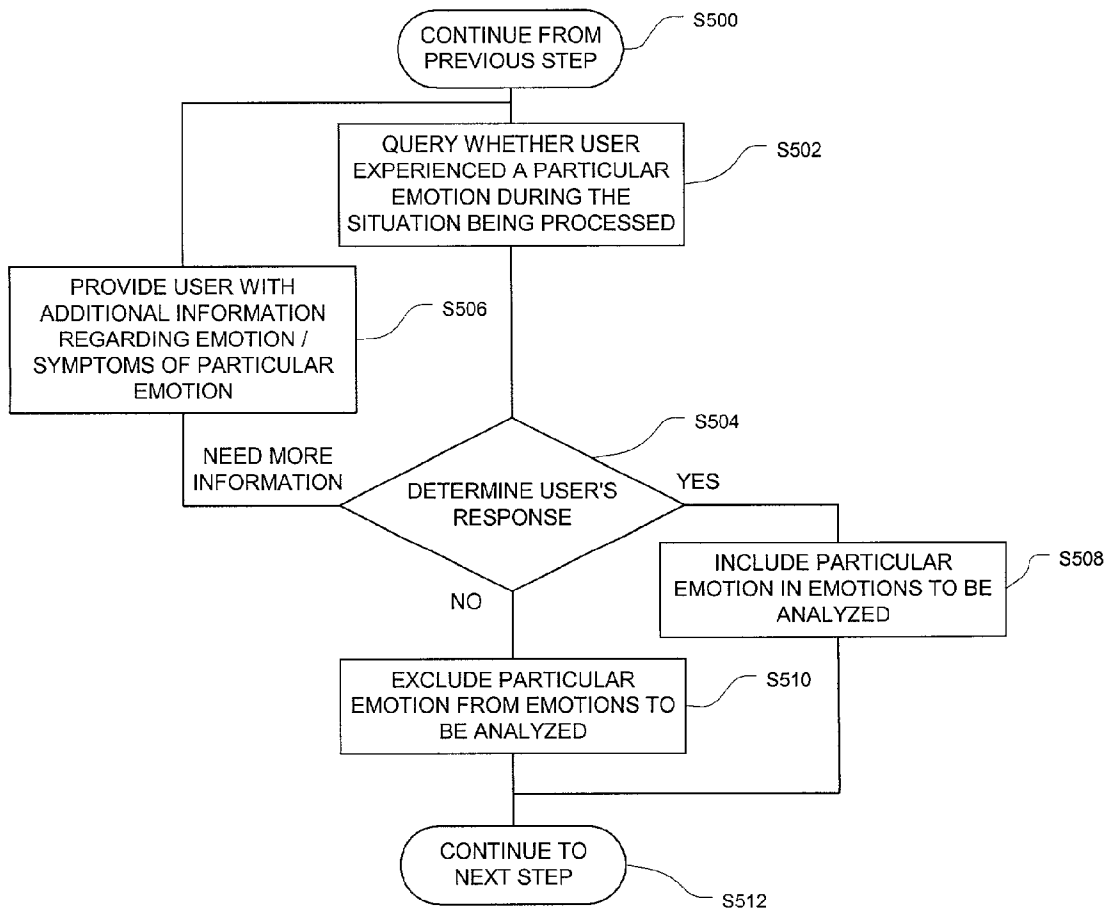 CONTINUE FROM
PREVIOUS STEP
S500
QUERY WHETHER USER
EXPERIENCED A PARTICULAR
EMOTION DURING THE
SITUATION BEING PROCESSED
S502
PROVIDE USER WITH
ADDITIONAL INFORMATION
REGARDING EMOTION /
SYMPTOMS OF PARTICULAR
EMOTION
S506
NEED MORE
INFORMATION
DETERMINE USER'S
RESPONSE
S504
YES
NO
INCLUDE PARTICULAR
EMOTION IN EMOTIONS TO BE
ANALYZED
S508
EXCLUDE PARTICULAR
EMOTION FROM EMOTIONS TO
BE ANALYZED
S510
CONTINUE TO
NEXT STEP
S512